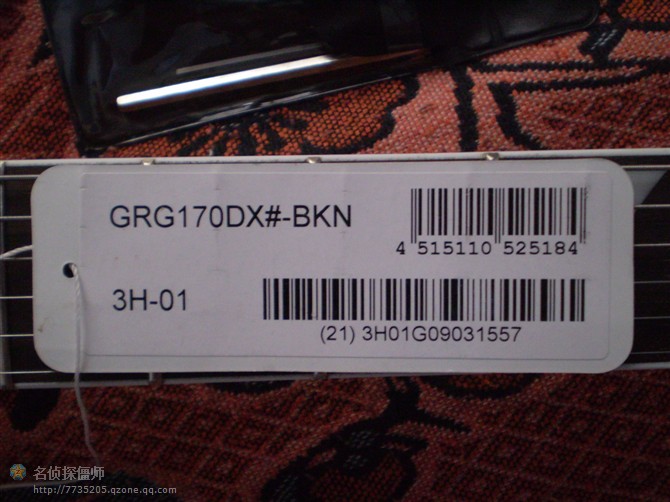 GRG170DX#-BKN
4 515110 525184
3H-01
(21) 3H01G09031557
名侦探僵师
http://7735205.qzone.qq.com